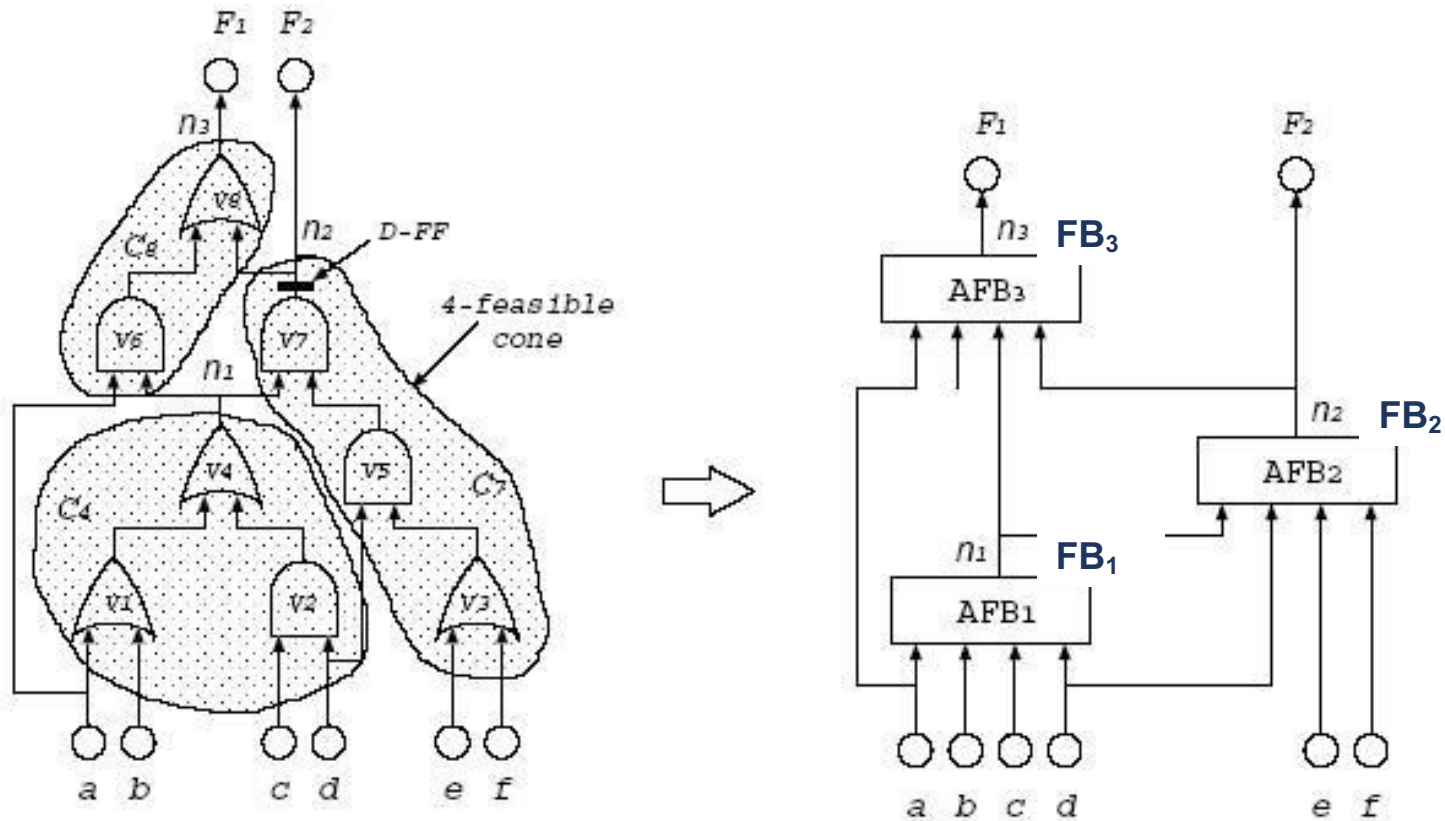 F1 F2
n3
v8
C8
n2
D-FF
v6
v7
4-feasible
cone
n1
v4
v5
C7
C4
v1
v2
v3
a b c d e f
F1 F2
n3 FB3
AFB3
n2 FB2
AFB2
n1 FB1
AFB1
a b c d e f